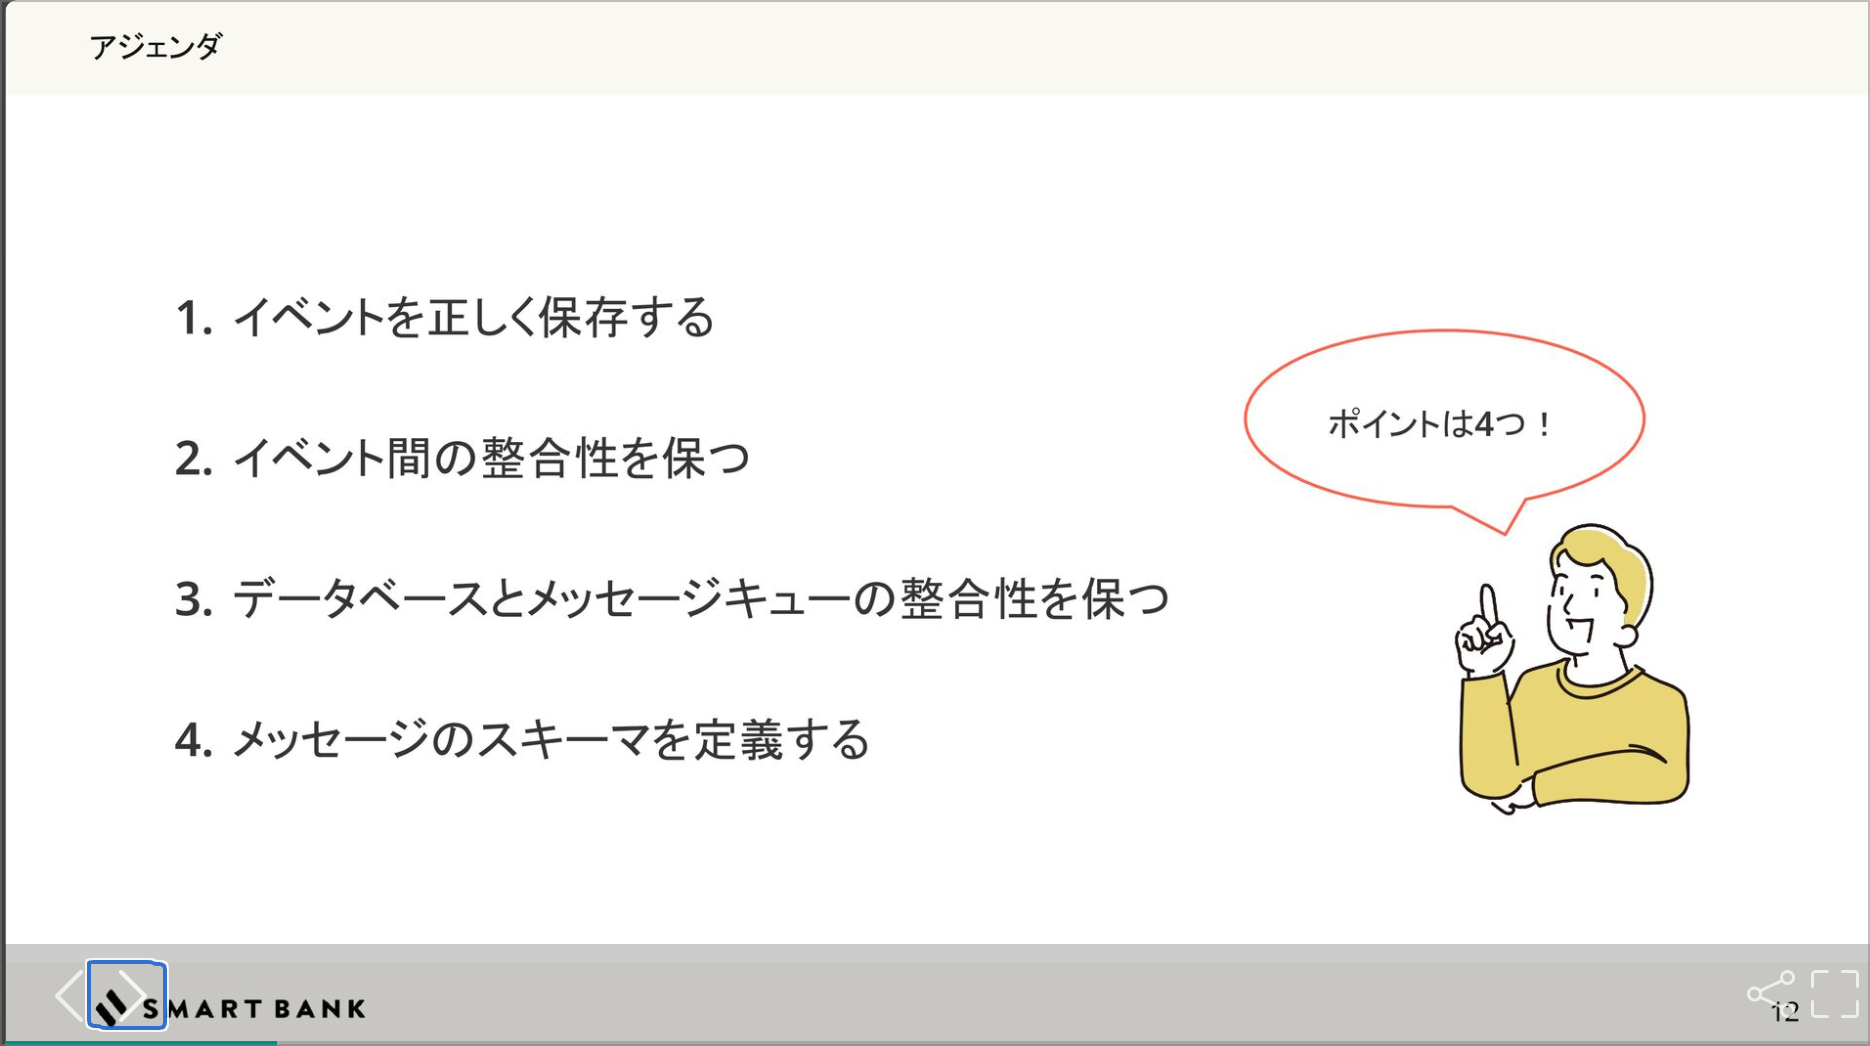 アジェンダ
1. イベントを正しく保存する
2. イベント間の整合性を保つ
3. データベースとメッセージキューの整合性を保つ
4. メッセージのスキーマを定義する
ポイントは4つ！
SMART BANK
12